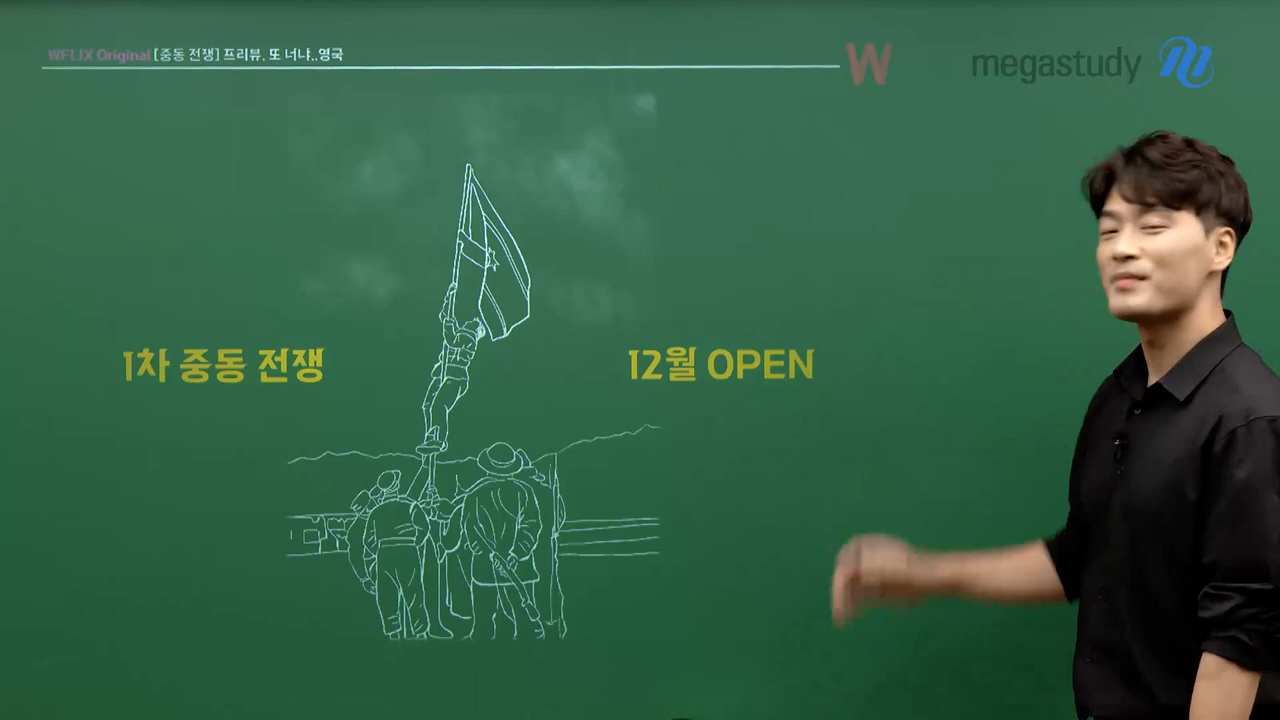 WFLIX Original [중동 전쟁] 프리뷰. 또 너냐..영국
W
megastudy
1차 중동 전쟁
12월 OPEN